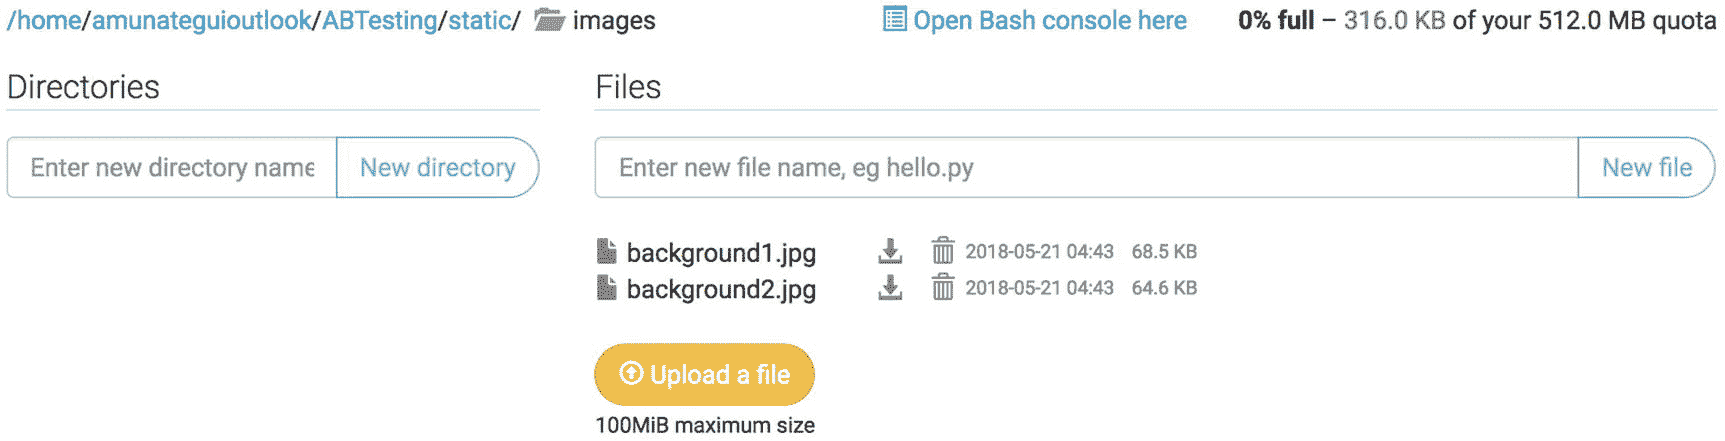 /home/amunateguioutlook/ABTesting/static/ images
Open Bash console here
0% full – 316.0 KB of your 512.0 MB quota
Directories
Enter new directory name
New directory
Files
Enter new file name, eg hello.py
New file
background1.jpg 2018-05-21 04:43 68.5 KB
background2.jpg 2018-05-21 04:43 64.6 KB
Upload a file
100MiB maximum size